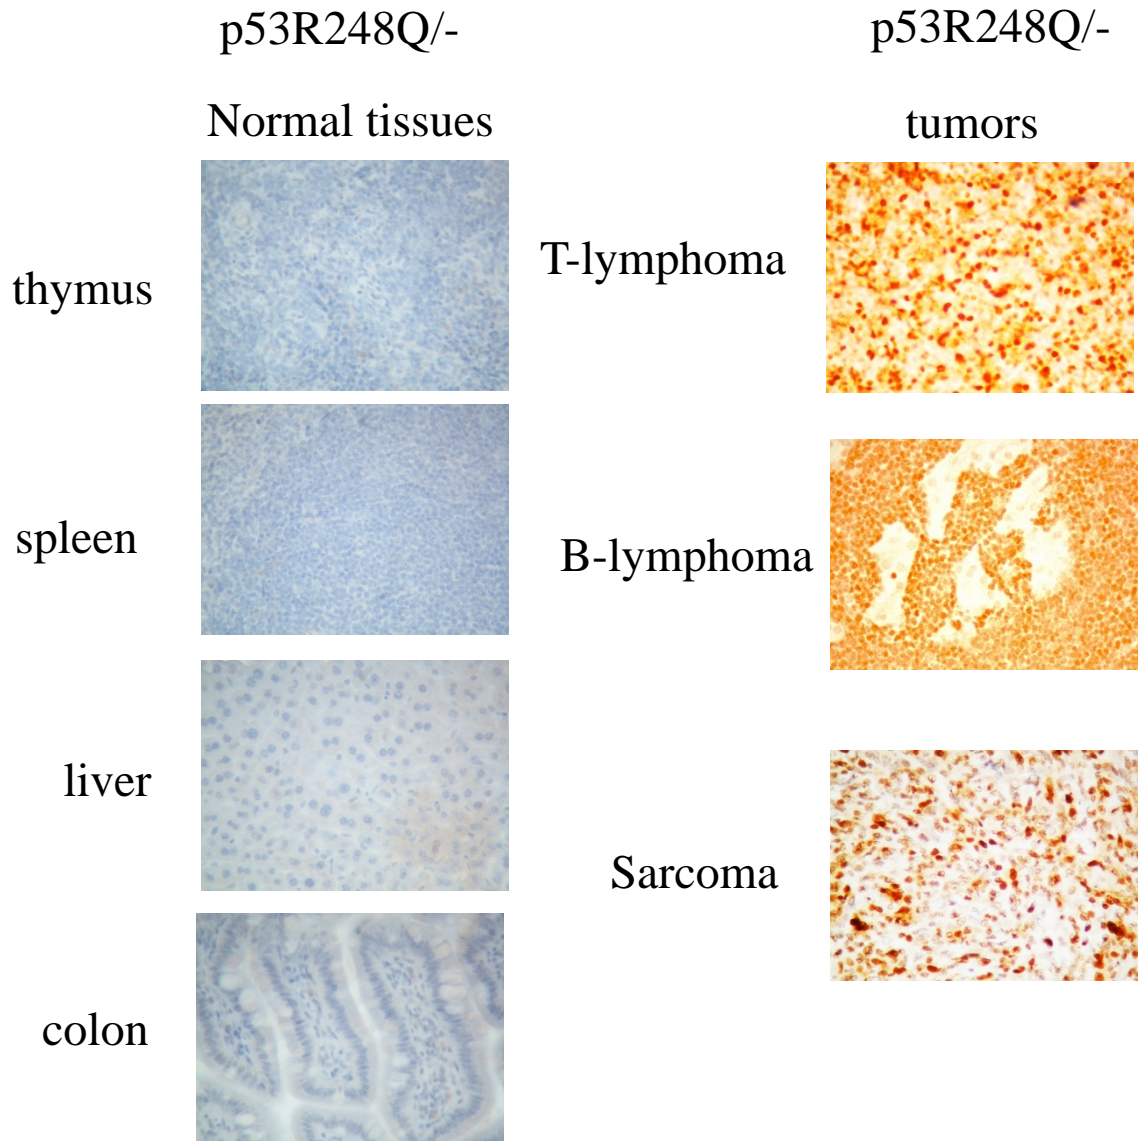 p53R248Q/-
Normal tissues
thymus
spleen
liver
colon
p53R248Q/-
tumors
T-lymphoma
B-lymphoma
Sarcoma